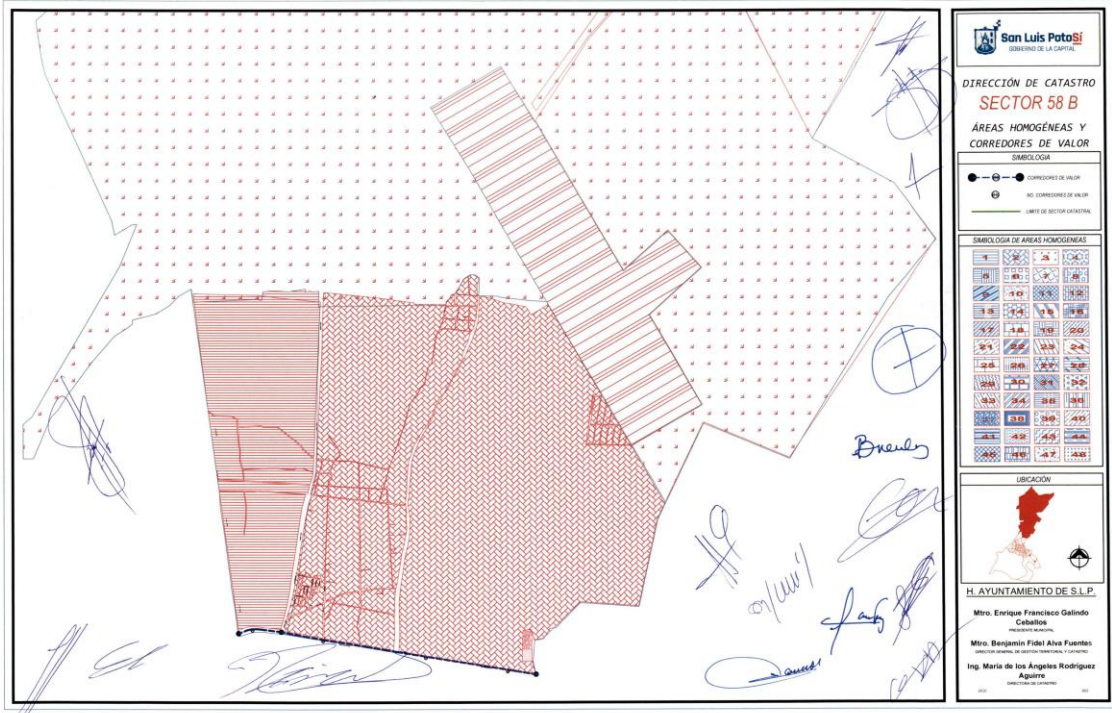 San Luis Potosí
GOBIERNO DE LA CAPITAL
DIRECCIÓN DE CATASTRO
SECTOR 58 B
ÁREAS HOMOGÉNEAS Y
CORREDORES DE VALOR
SIMBOLOGIA
CORREDORES DE VALOR
NO. CORREDORES DE VALOR
LIMITE DE SECTOR CATASTRAL
SIMBOLOGIA DE AREAS HOMOGENEAS
1 2 3 4
5 6 7 8
9 10 11 12
13 14 15 16
17 18 19 20
21 22 23 24
25 26 27 28
29 30 31 32
33 34 35 36
37 38 39 40
41 42 43 44
45 46 47 48
UBICACIÓN
H. AYUNTAMIENTO DE S.L.P.
Mtro. Enrique Francisco Galindo
Ceballos
PRESIDENTE MUNICIPAL
Mtro. Benjamin Fidel Alva Fuentes
DIRECTOR GENERAL DE GESTIÓN TERRITORIAL Y CATASTRO
Ing. María de los Ángeles Rodríguez
Aguirre
DIRECTORA DE CATASTRO